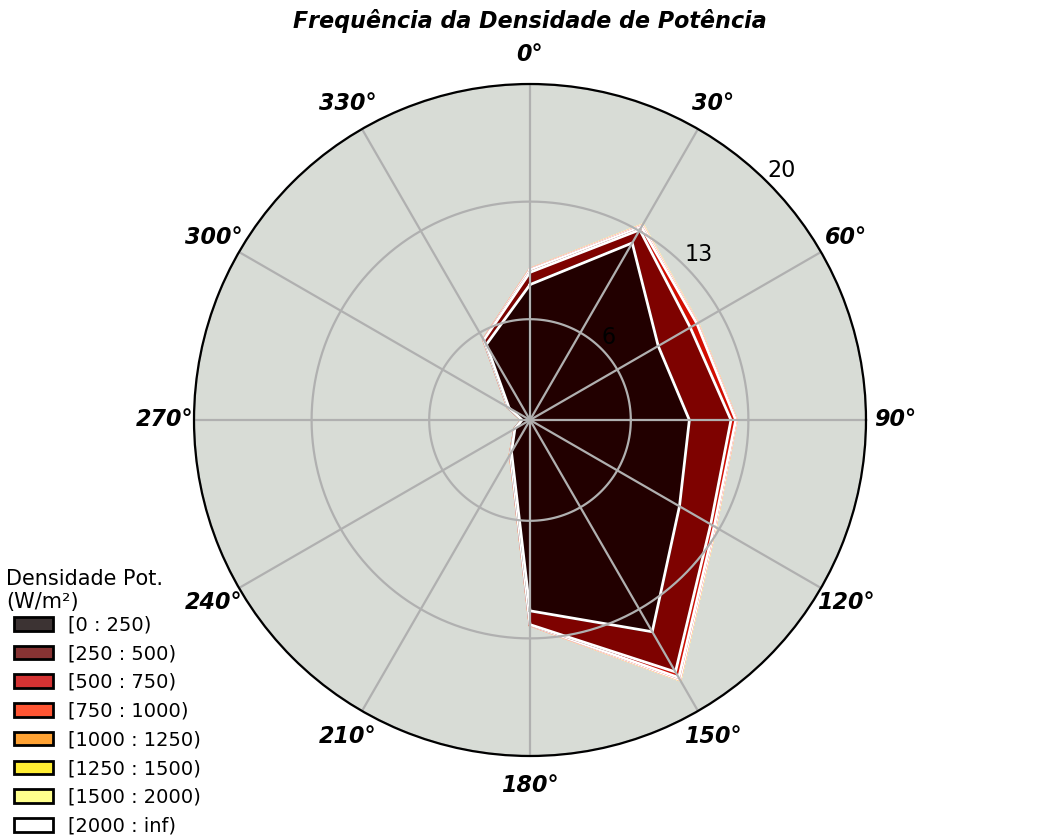 Frequência da Densidade de Potência
0°
330°
30°
20
300°
60°
13
6
270°
90°
240°
120°
210°
150°
180°
Densidade Pot.
(W/m²)
[0 : 250)
[250 : 500)
[500 : 750)
[750 : 1000)
[1000 : 1250)
[1250 : 1500)
[1500 : 2000)
[2000 : inf)